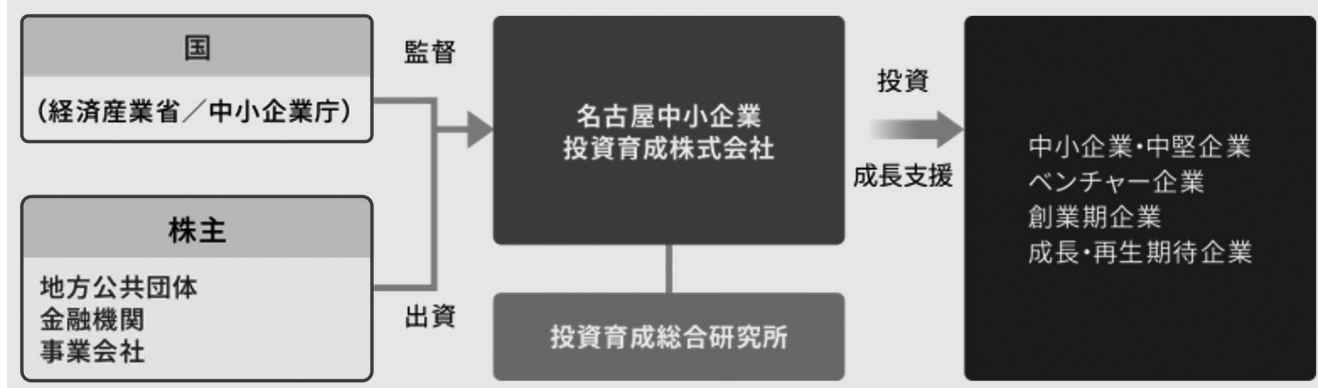 国
（経済産業省／中小企業庁）
監督
株主
地方公共団体
金融機関
事業会社
出資
名古屋中小企業
投資育成株式会社
投資育成総合研究所
投資
成長支援
中小企業・中堅企業
ベンチャー企業
創業期企業
成長・再生期待企業